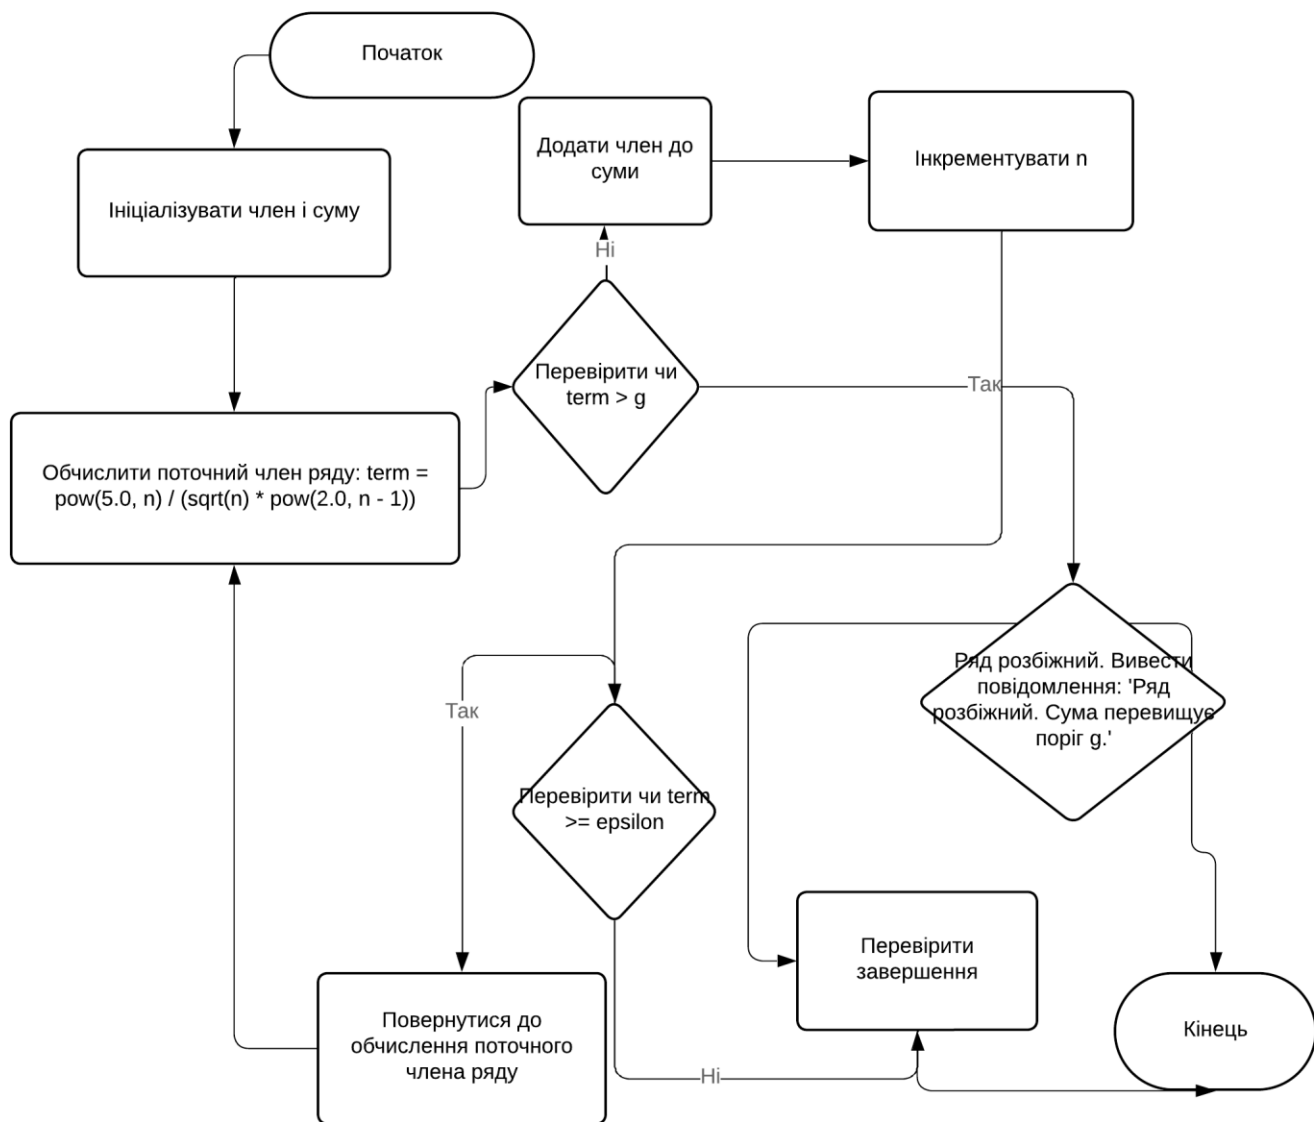 Початок
Ініціалізувати член і суму
Обчислити поточний член ряду: term =
pow(5.0, n) / (sqrt(n) * pow(2.0, n - 1))
Перевірити чи
term > g
Ні
Додати член до
суми
Інкрементувати n
Так
Ряд розбіжний. Вивести
повідомлення: 'Ряд
розбіжний. Сума перевищує
поріг g.'
Перевірити чи term
>= epsilon
Так
Повернутися до
обчислення поточного
члена ряду
Ні
Перевірити
завершення
Кінець